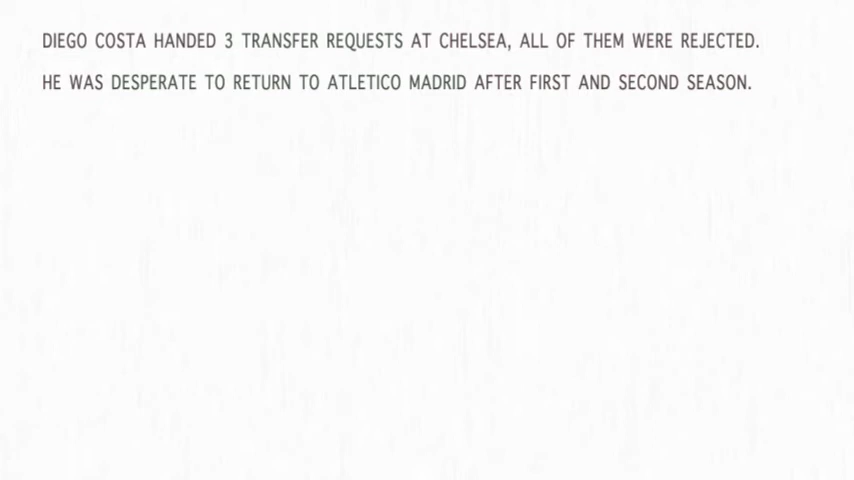 DIEGO COSTA HANDED 3 TRANSFER REQUESTS AT CHELSEA, ALL OF THEM WERE REJECTED.
HE WAS DESPERATE TO RETURN TO ATLETICO MADRID AFTER FIRST AND SECOND SEASON.